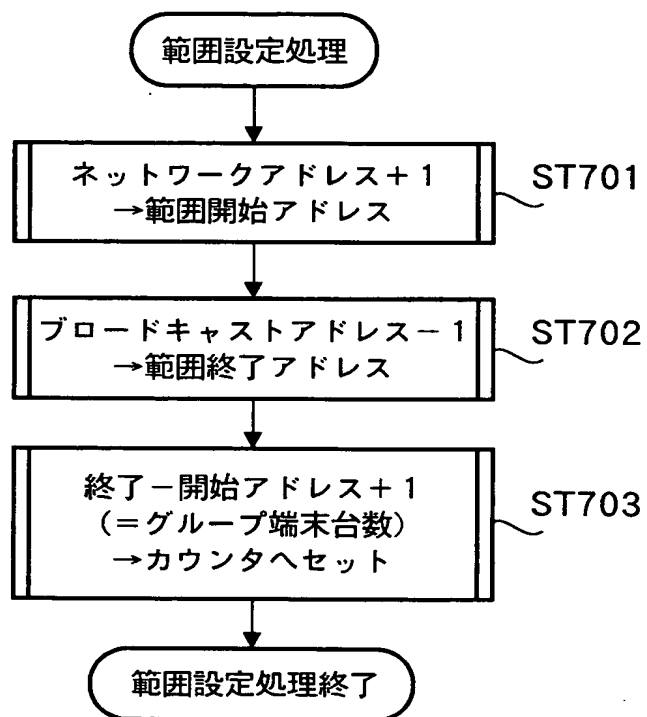 範囲設定処理
ネットワークアドレス+1
→範囲開始アドレス
ST701
ブロードキャストアドレス-1
→範囲終了アドレス
ST702
終了-開始アドレス+1
(=グループ端末台数)
→カウンタへセット
ST703
範囲設定処理終了